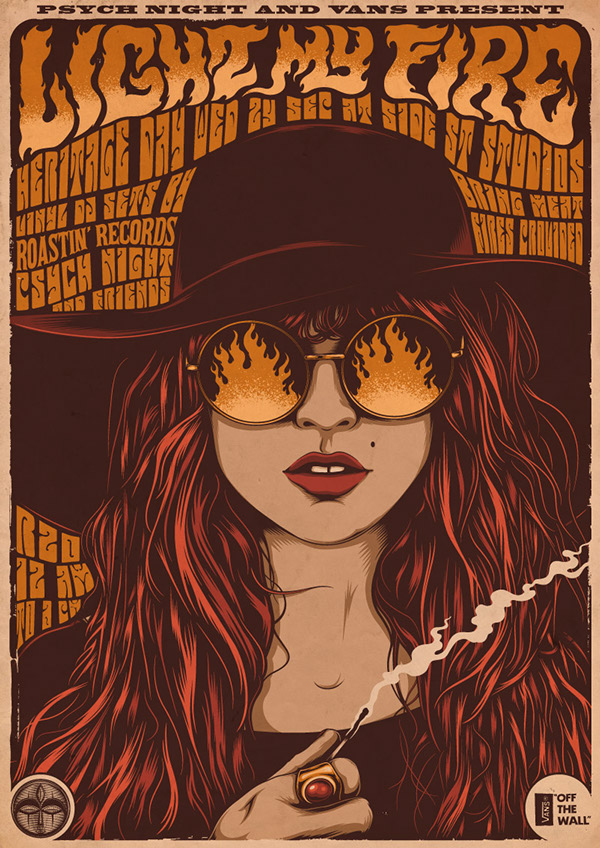 PSYCH NIGHT AND VANS PRESENT
LIGHT MY FIRE
HERITAGE DAY WED 24 SEP AT SIDE ST STUDIOS
VINYL DJ SETS BY
ROASTIN' RECORDS
PSYCH NIGHT
AND FRIENDS
BRING MEAT
FIRES PROVIDED
R20
12 AM
TO PM
VANS
"OFF
THE
WALL"